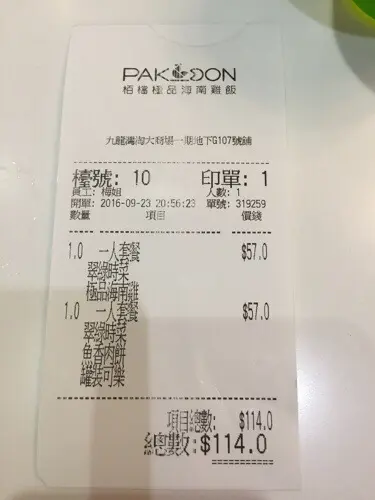 PAKLOON
栢欖極品海南雞飯
九龍灣淘大商場一期地下G107號鋪
檯號: 10 印單: 1
員工: 梅姐 人數: 1
開單: 2016-09-23 20:56:23 單號: 319259
數量 項目 價錢
1.0 一人套餐 $57.0
翠綠時菜
極品海南雞
1.0 一人套餐 $57.0
翠綠時菜
魚香肉餅
罐裝可樂
項目總數: $114.0
總數: $114.0